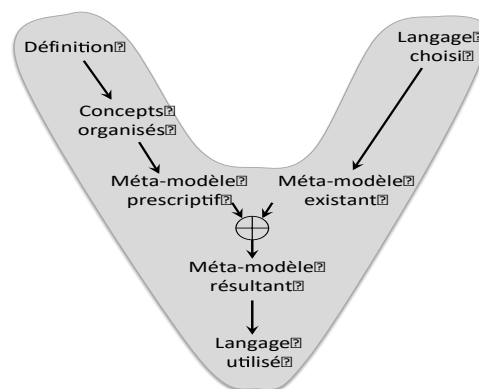 Définition
Langage
choisi
Concepts
organisés
Méta-modèle
prescriptif
Méta-modèle
existant
Méta-modèle
résultant
Langage
utilisé